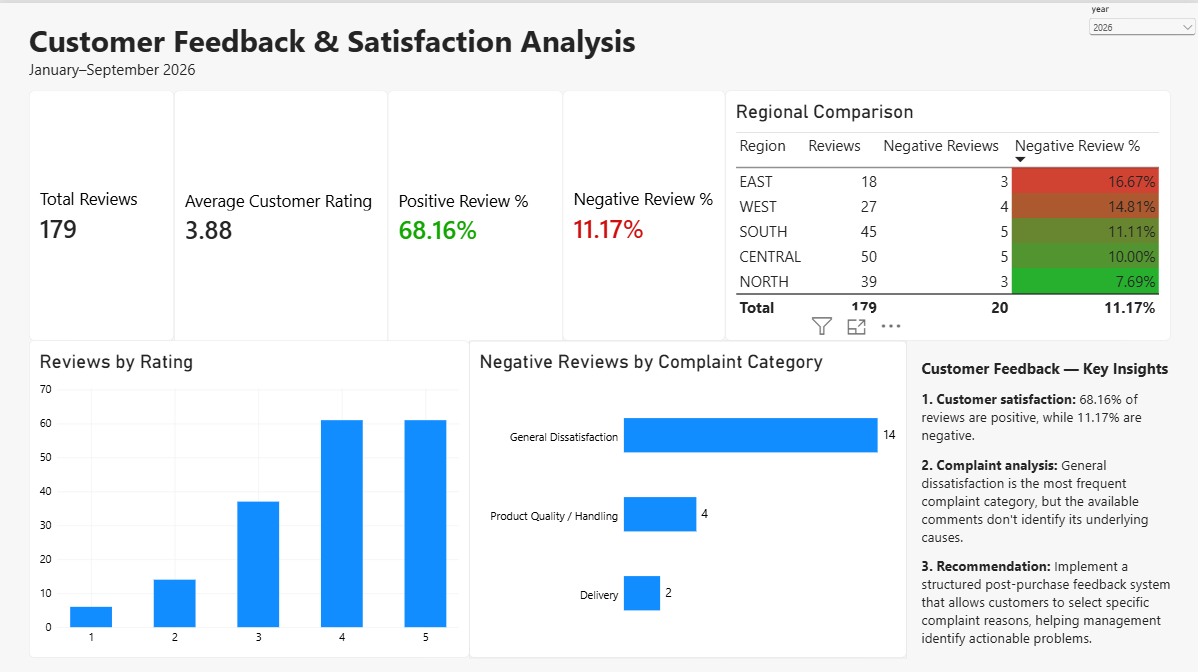 year
2026
Customer Feedback & Satisfaction Analysis
January–September 2026
Total Reviews
179
Average Customer Rating
3.88
Positive Review %
68.16%
Negative Review %
11.17%
Regional Comparison
Region Reviews Negative Reviews Negative Review %
EAST 18 3 16.67%
WEST 27 4 14.81%
SOUTH 45 5 11.11%
CENTRAL 50 5 10.00%
NORTH 39 3 7.69%
Total 179 20 11.17%
Reviews by Rating
70
60
50
40
30
20
10
0
1 2 3 4 5
Negative Reviews by Complaint Category
General Dissatisfaction 14
Product Quality / Handling 4
Delivery 2
Customer Feedback — Key Insights
1. Customer satisfaction: 68.16% of
reviews are positive, while 11.17% are
negative.
2. Complaint analysis: General
dissatisfaction is the most frequent
complaint category, but the available
comments don't identify its underlying
causes.
3. Recommendation: Implement a
structured post-purchase feedback system
that allows customers to select specific
complaint reasons, helping management
identify actionable problems.